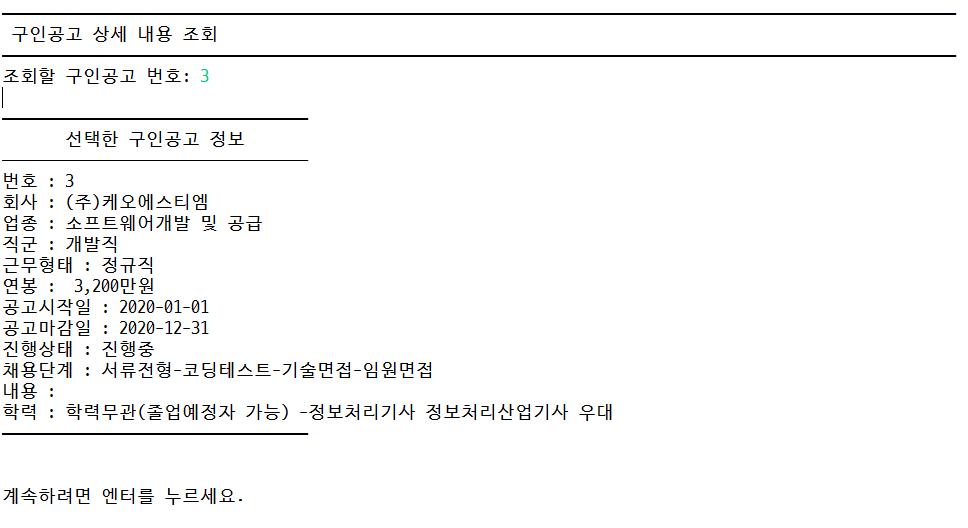 구인공고 상세 내용 조회
조회할 구인공고 번호: 3
선택한 구인공고 정보
번호 : 3
회사 : (주)케오에스티엠
업종 : 소프트웨어개발 및 공급
직군 : 개발직
근무형태 : 정규직
연봉 :  3,200만원
공고시작일 : 2020-01-01
공고마감일 : 2020-12-31
진행상태 : 진행중
채용단계 : 서류전형-코딩테스트-기술면접-임원면접
내용 :
학력 : 학력무관(졸업예정자 가능) -정보처리기사 정보처리산업기사 우대
계속하려면 엔터를 누르세요.